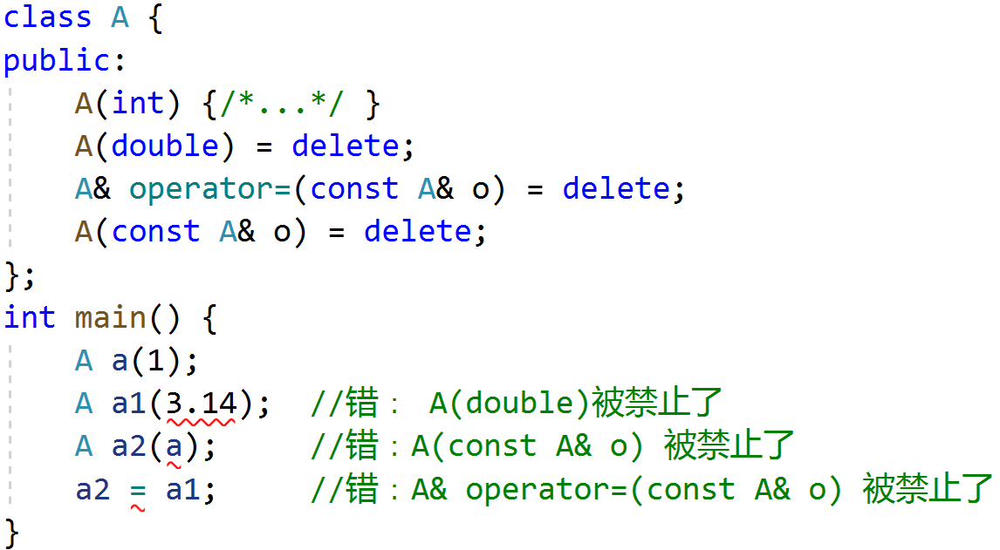 class A {
public:
    A(int) {/*...*/ }
    A(double) = delete;
    A& operator=(const A& o) = delete;
    A(const A& o) = delete;
};
int main() {
    A a(1);
    A a1(3.14);  //错： A(double)被禁止了
    A a2(a);     //错：A(const A& o) 被禁止了
    a2 = a1;     //错：A& operator=(const A& o) 被禁止了
}